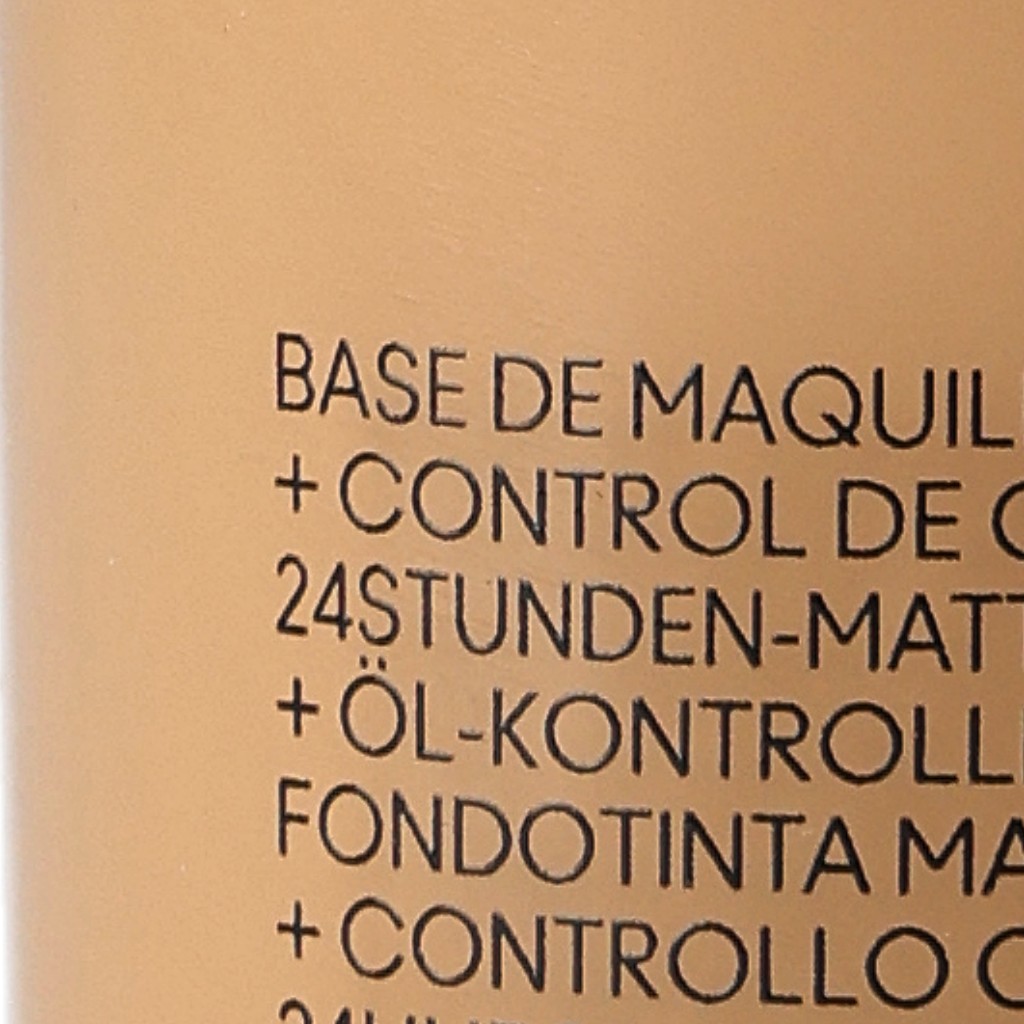 BASE DE MAQUIL
+ CONTROL DE
24STUNDEN-MATT
+ ÖL-KONTROLL
FONDOTINTA MA
+ CONTROLLO